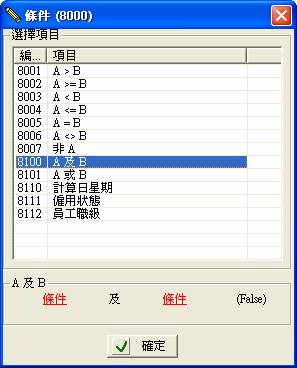 條件 (8000)
選擇項目
編... 項目
8001 A > B
8002 A >= B
8003 A < B
8004 A <= B
8005 A = B
8006 A <> B
8007 非 A
8100 A 及 B
8101 A 或 B
8110 計算日星期
8111 僱用狀態
8112 員工職級
A 及 B
條件 及 條件 (False)
確定